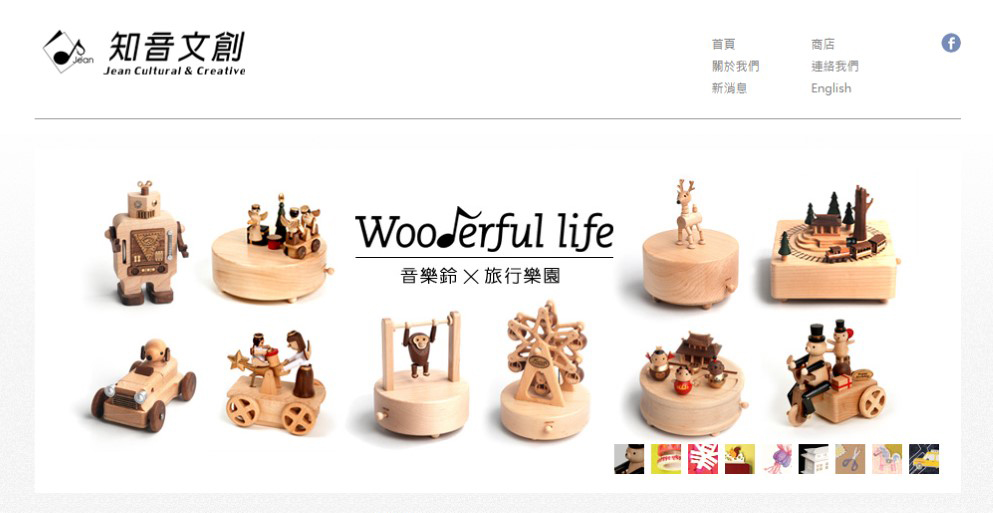 Jean
知音文創
Jean Cultural & Creative
首頁
關於我們
新消息
商店
連絡我們
English
f
Wooderful life
音樂鈴×旅行樂園